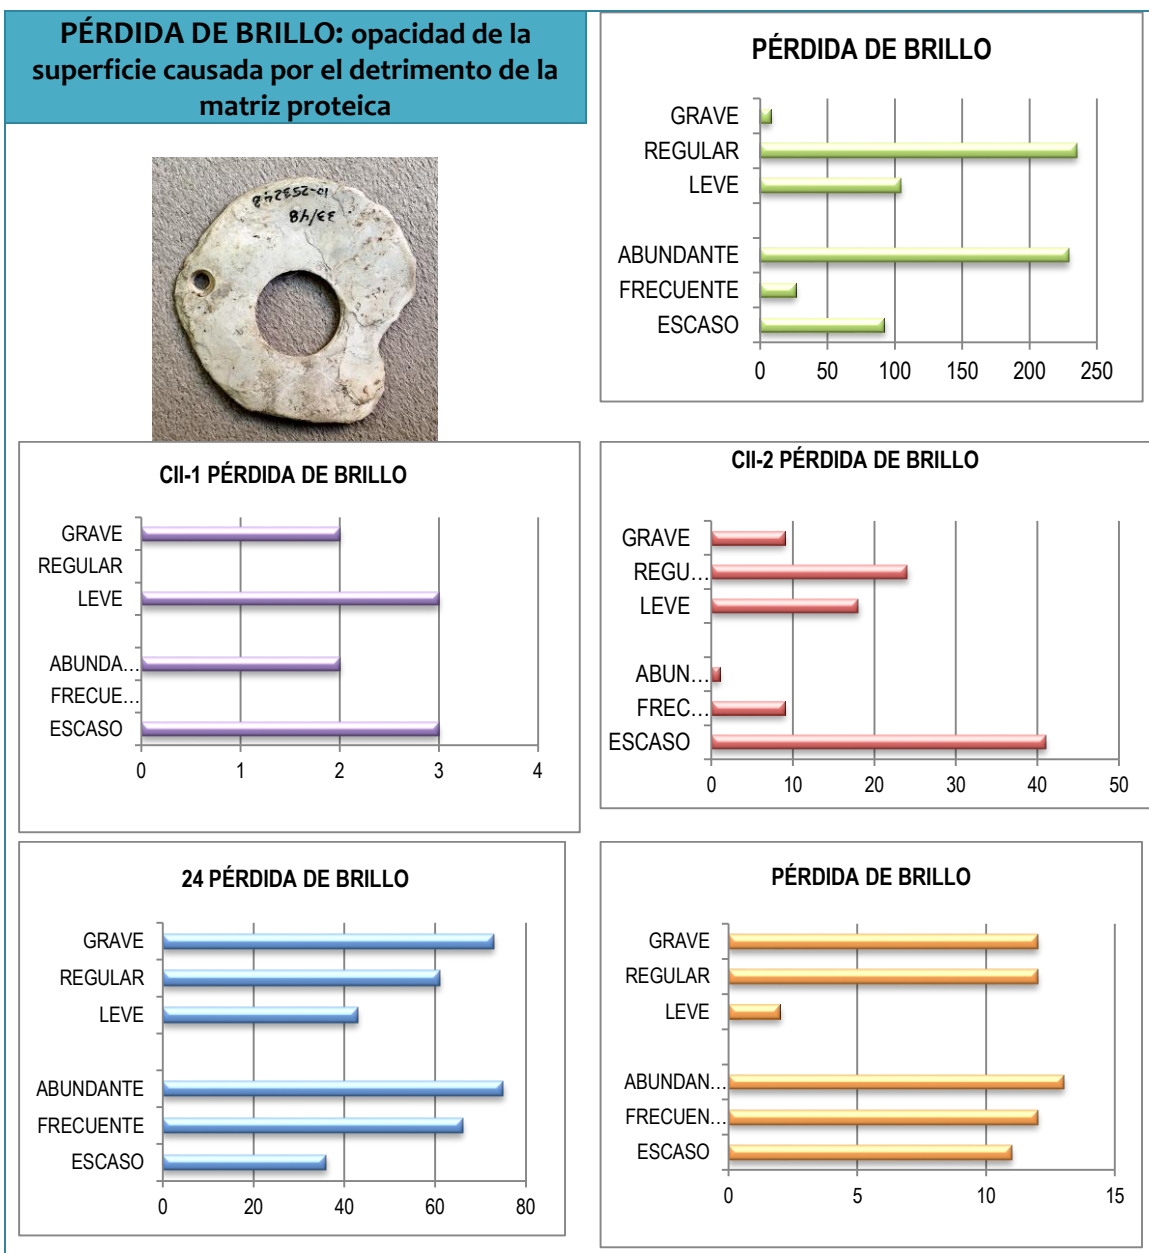 PÉRDIDA DE BRILLO: opacidad de la
superficie causada por el detrimento de la
matriz proteica
10-252248
33/48
PÉRDIDA DE BRILLO
GRAVE
REGULAR
LEVE
ABUNDANTE
FRECUENTE
ESCASO
0 50 100 150 200 250
CII-1 PÉRDIDA DE BRILLO
GRAVE
REGULAR
LEVE
ABUNDA...
FRECUE...
ESCASO
0 1 2 3 4
CII-2 PÉRDIDA DE BRILLO
GRAVE
REGU...
LEVE
ABUN...
FREC...
ESCASO
0 10 20 30 40 50
24 PÉRDIDA DE BRILLO
GRAVE
REGULAR
LEVE
ABUNDANTE
FRECUENTE
ESCASO
0 20 40 60 80
PÉRDIDA DE BRILLO
GRAVE
REGULAR
LEVE
ABUNDAN...
FRECUEN...
ESCASO
0 5 10 15